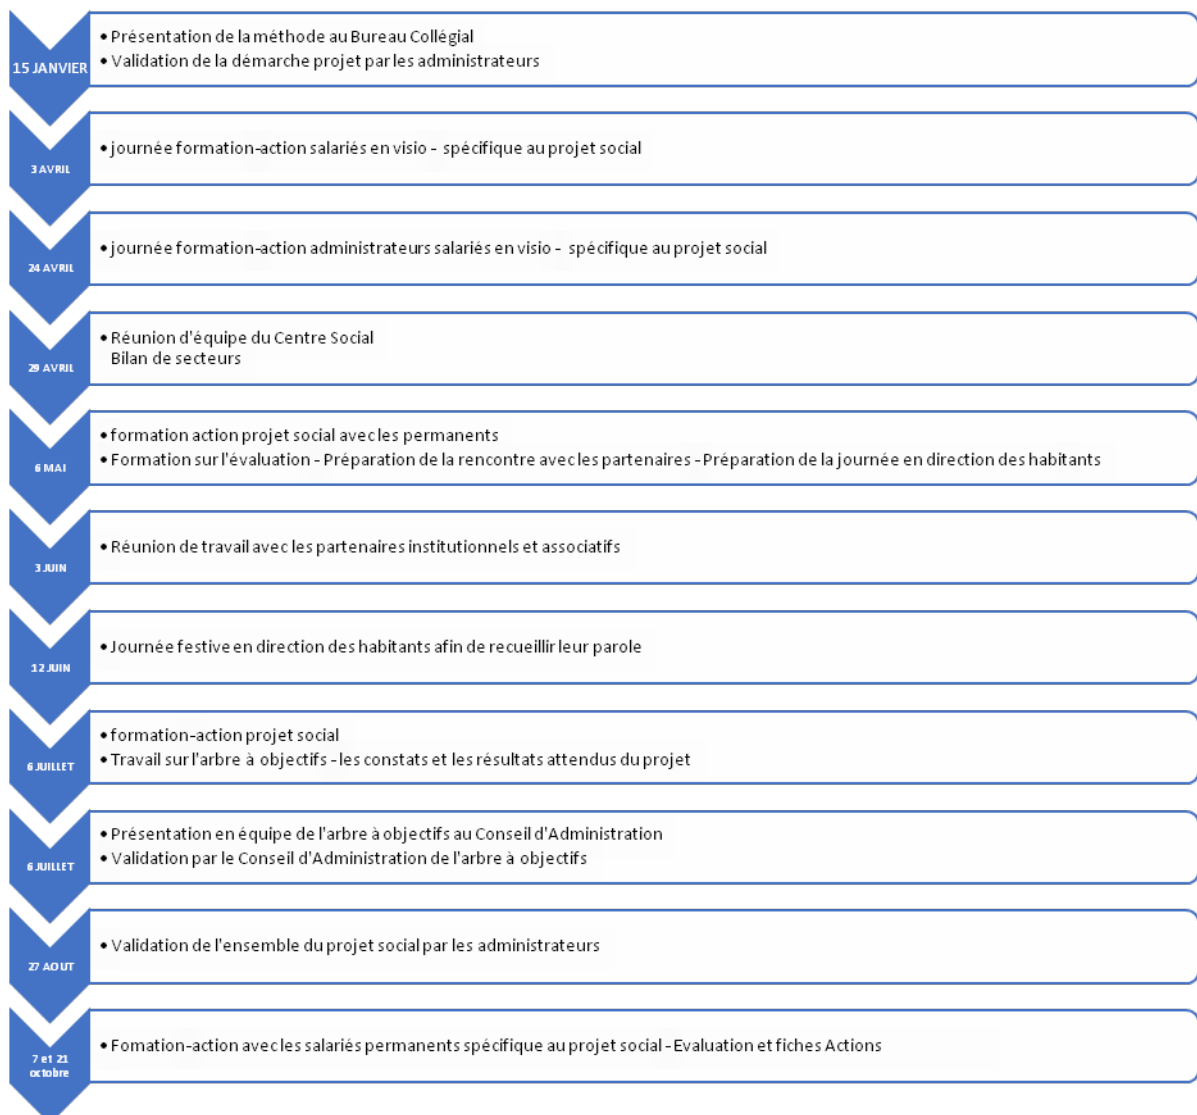 15 JANVIER
• Présentation de la méthode au Bureau Collégial
• Validation de la démarche projet par les administrateurs
3 AVRIL
• journée formation-action salariés en visio - spécifique au projet social
24 AVRIL
• journée formation-action administrateurs salariés en visio - spécifique au projet social
29 AVRIL
• Réunion d'équipe du Centre Social
Bilan de secteurs
6 MAI
• formation action projet social avec les permanents
• Formation sur l'évaluation - Préparation de la rencontre avec les partenaires - Préparation de la journée en direction des habitants
3 JUIN
• Réunion de travail avec les partenaires institutionnels et associatifs
12 JUIN
• Journée festive en direction des habitants afin de recueillir leur parole
6 JUILLET
• formation-action projet social
• Travail sur l'arbre à objectifs - les constats et les résultats attendus du projet
6 JUILLET
• Présentation en équipe de l'arbre à objectifs au Conseil d'Administration
• Validation par le Conseil d'Administration de l'arbre à objectifs
27 AOUT
• Validation de l'ensemble du projet social par les administrateurs
7 et 21
octobre
• Fomation-action avec les salariés permanents spécifique au projet social - Evaluation et fiches Actions